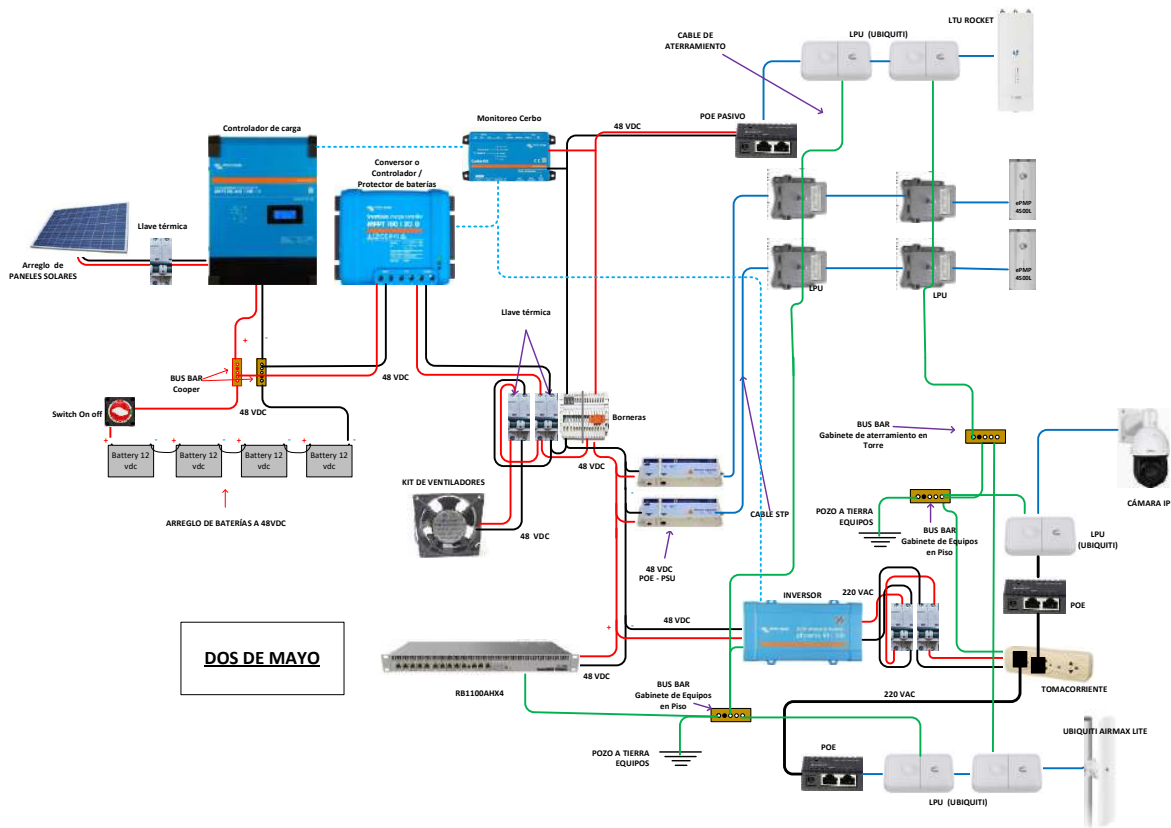 LTU ROCKET
CABLE DE
ATERRAMIENTO
LPU (UBIQUITI)
Monitoreo Cerbo
Controlador de carga
48 VDC
POE PASIVO
Conversor o
Controlador /
Protector de baterías
ePMP
4500L
Llave térmica
Arreglo de
PANELES SOLARES
ePMP
4500L
LPU
LPU
Llave térmica
+
-
BUS BAR
Cooper
48 VDC
Switch On off
48 VDC
Borneras
BUS BAR
Gabinete de aterramiento en
Torre
+
-
+
-
+
-
+
-
Battery 12
vdc
Battery 12
vdc
Battery 12
vdc
Battery 12
vdc
48 VDC
KIT DE VENTILADORES
CÁMARA IP
ARREGLO DE BATERÍAS A 48VDC
CABLE STP
POZO A TIERRA
EQUIPOS
BUS BAR
Gabinete de Equipos
en Piso
LPU
(UBIQUITI)
48 VDC
48 VDC
POE - PSU
INVERSOR
220 VAC
POE
48 VDC
+
-
DOS DE MAYO
48 VDC
RB1100AHX4
TOMACORRIENTE
BUS BAR
Gabinete de Equipos
en Piso
220 VAC
UBIQUITI AIRMAX LITE
POZO A TIERRA
EQUIPOS
POE
LPU (UBIQUITI)